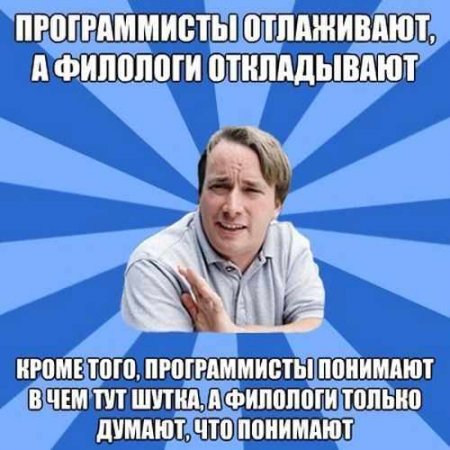 ПРОГРАММИСТЫ ОТЛАЖИВАЮТ,
А ФИЛОЛОГИ ОТКЛАДЫВАЮТ
КРОМЕ ТОГО, ПРОГРАММИСТЫ ПОНИМАЮТ
В ЧЕМ ТУТ ШУТКА, А ФИЛОЛОГИ ТОЛЬКО
ДУМАЮТ, ЧТО ПОНИМАЮТ